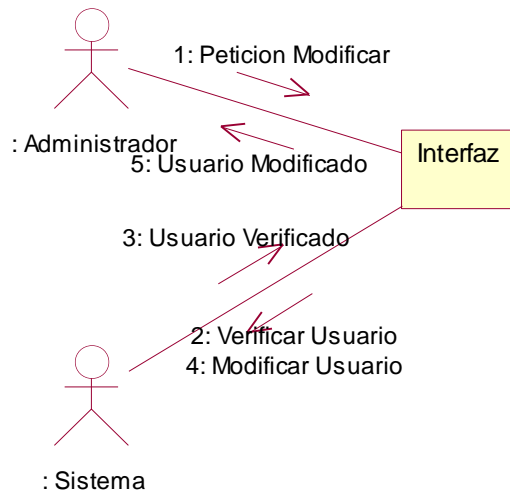 1: Peticion Modificar
: Administrador
5: Usuario Modificado
Interfaz
3: Usuario Verificado
2: Verificar Usuario
4: Modificar Usuario
: Sistema